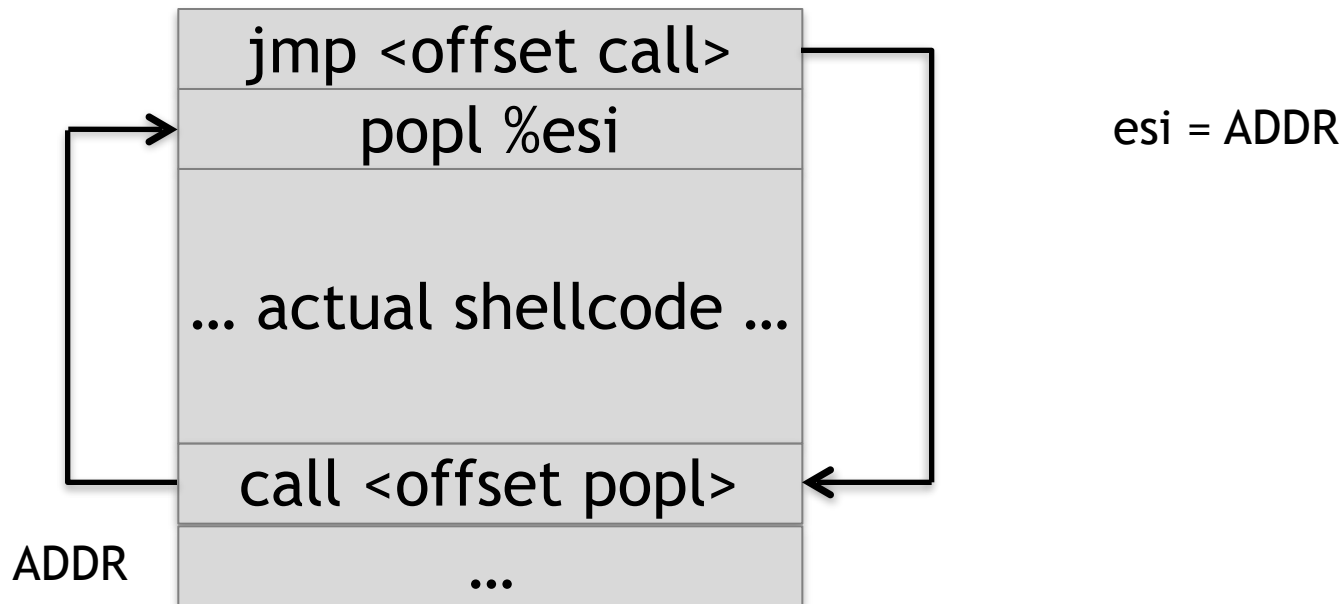 jmp <offset call>
popl %esi
esi = ADDR
… actual shellcode …
call <offset popl>
ADDR
…